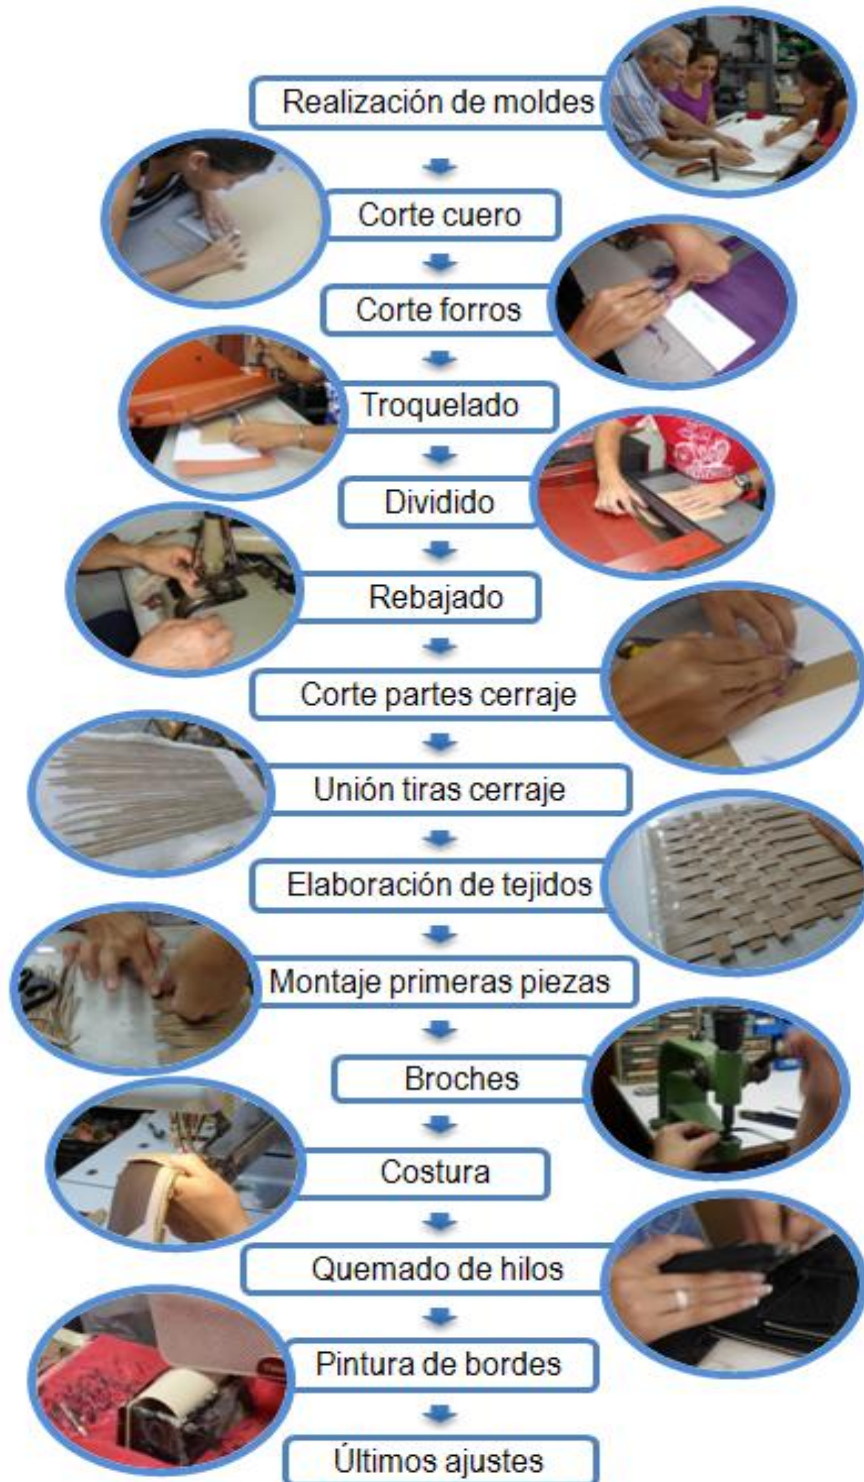 Realización de moldes
Corte cuero
Corte forros
Troquelado
Dividido
Rebajado
Corte partes cerraje
Unión tiras cerraje
Elaboración de tejidos
Montaje primeras piezas
Broches
Costura
Quemado de hilos
Pintura de bordes
Últimos ajustes